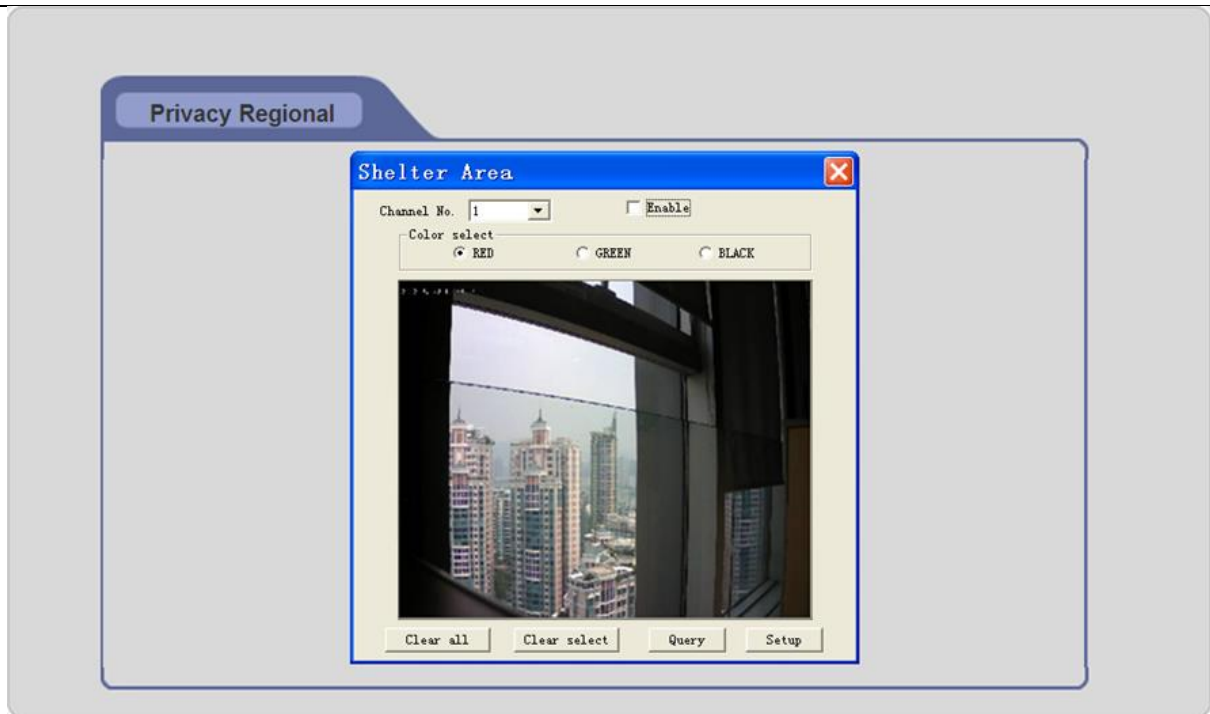 Privacy Regional
Shelter Area
Channel No. 1
Enable
Color select
RED GREEN BLACK
Clear all Clear select Query Setup